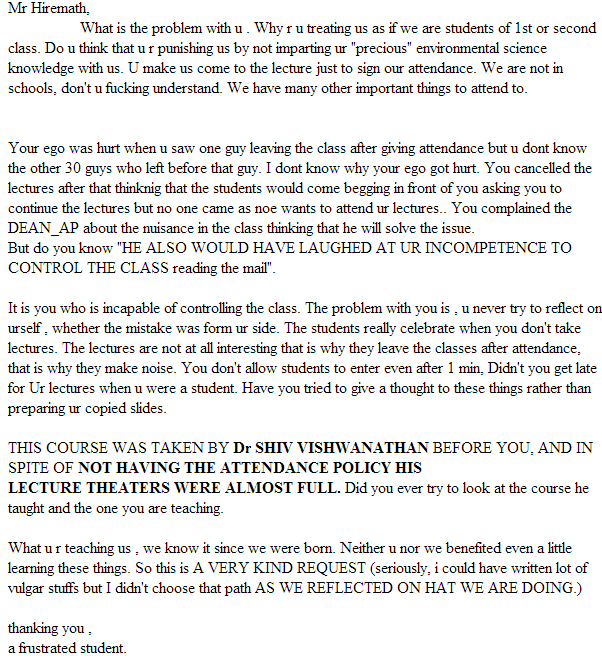 Mr Hiremath,
What is the problem with u . Why r u treating us as if we are students of 1st or second
class. Do u think that u r punishing us by not imparting ur "precious" environmental science
knowledge with us. U make us come to the lecture just to sign our attendance. We are not in
schools, don't u fucking understand. We have many other important things to attend to.
Your ego was hurt when u saw one guy leaving the class after giving attendance but u dont know
the other 30 guys who left before that guy. I dont know why your ego got hurt. You cancelled the
lectures after that thinknig that the students would come begging in front of you asking you to
continue the lectures but no one came as noe wants to attend ur lectures.. You complained the
DEAN_AP about the nuisance in the class thinking that he will solve the issue.
But do you know "HE ALSO WOULD HAVE LAUGHED AT UR INCOMPETENCE TO
CONTROL THE CLASS reading the mail".
It is you who is incapable of controlling the class. The problem with you is , u never try to reflect on
urself , whether the mistake was form ur side. The students really celebrate when you don't take
lectures. The lectures are not at all interesting that is why they leave the classes after attendance,
that is why they make noise. You don't allow students to enter even after 1 min, Didn't you get late
for Ur lectures when u were a student. Have you tried to give a thought to these things rather than
preparing ur copied slides.
THIS COURSE WAS TAKEN BY Dr SHIV VISHWANATHAN BEFORE YOU, AND IN
SPITE OF NOT HAVING THE ATTENDANCE POLICY HIS
LECTURE THEATERS WERE ALMOST FULL. Did you ever try to look at the course he
taught and the one you are teaching.
What u r teaching us , we know it since we were born. Neither u nor we benefited even a little
learning these things. So this is A VERY KIND REQUEST (seriously, i could have written lot of
vulgar stuffs but I didn't choose that path AS WE REFLECTED ON HAT WE ARE DOING.)
thanking you ,
a frustrated student.